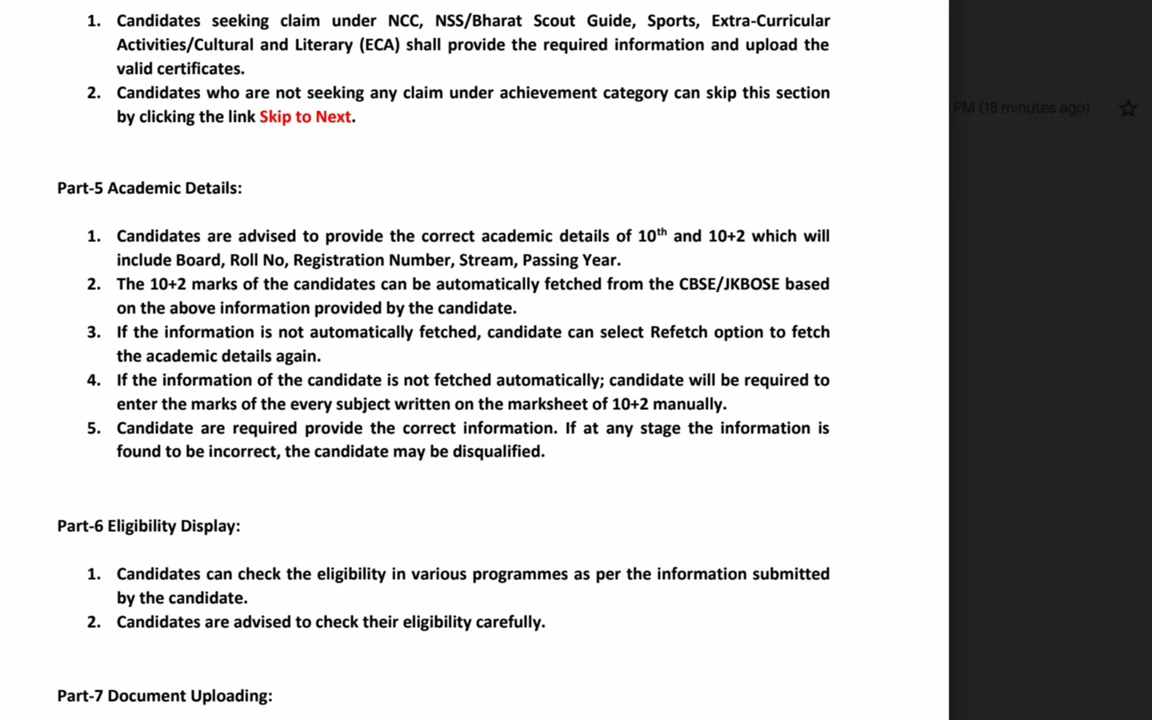 1. Candidates seeking claim under NCC, NSS/Bharat Scout Guide, Sports, Extra-Curricular
Activities/Cultural and Literary (ECA) shall provide the required information and upload the
valid certificates.
2. Candidates who are not seeking any claim under achievement category can skip this section
by clicking the link Skip to Next.
PM (18 minutes ago)
Part-5 Academic Details:
1. Candidates are advised to provide the correct academic details of 10th and 10+2 which will
include Board, Roll No, Registration Number, Stream, Passing Year.
2. The 10+2 marks of the candidates can be automatically fetched from the CBSE/JKBOSE based
on the above information provided by the candidate.
3. If the information is not automatically fetched, candidate can select Refetch option to fetch
the academic details again.
4. If the information of the candidate is not fetched automatically; candidate will be required to
enter the marks of the every subject written on the marksheet of 10+2 manually.
5. Candidate are required provide the correct information. If at any stage the information is
found to be incorrect, the candidate may be disqualified.
Part-6 Eligibility Display:
1. Candidates can check the eligibility in various programmes as per the information submitted
by the candidate.
2. Candidates are advised to check their eligibility carefully.
Part-7 Document Uploading: